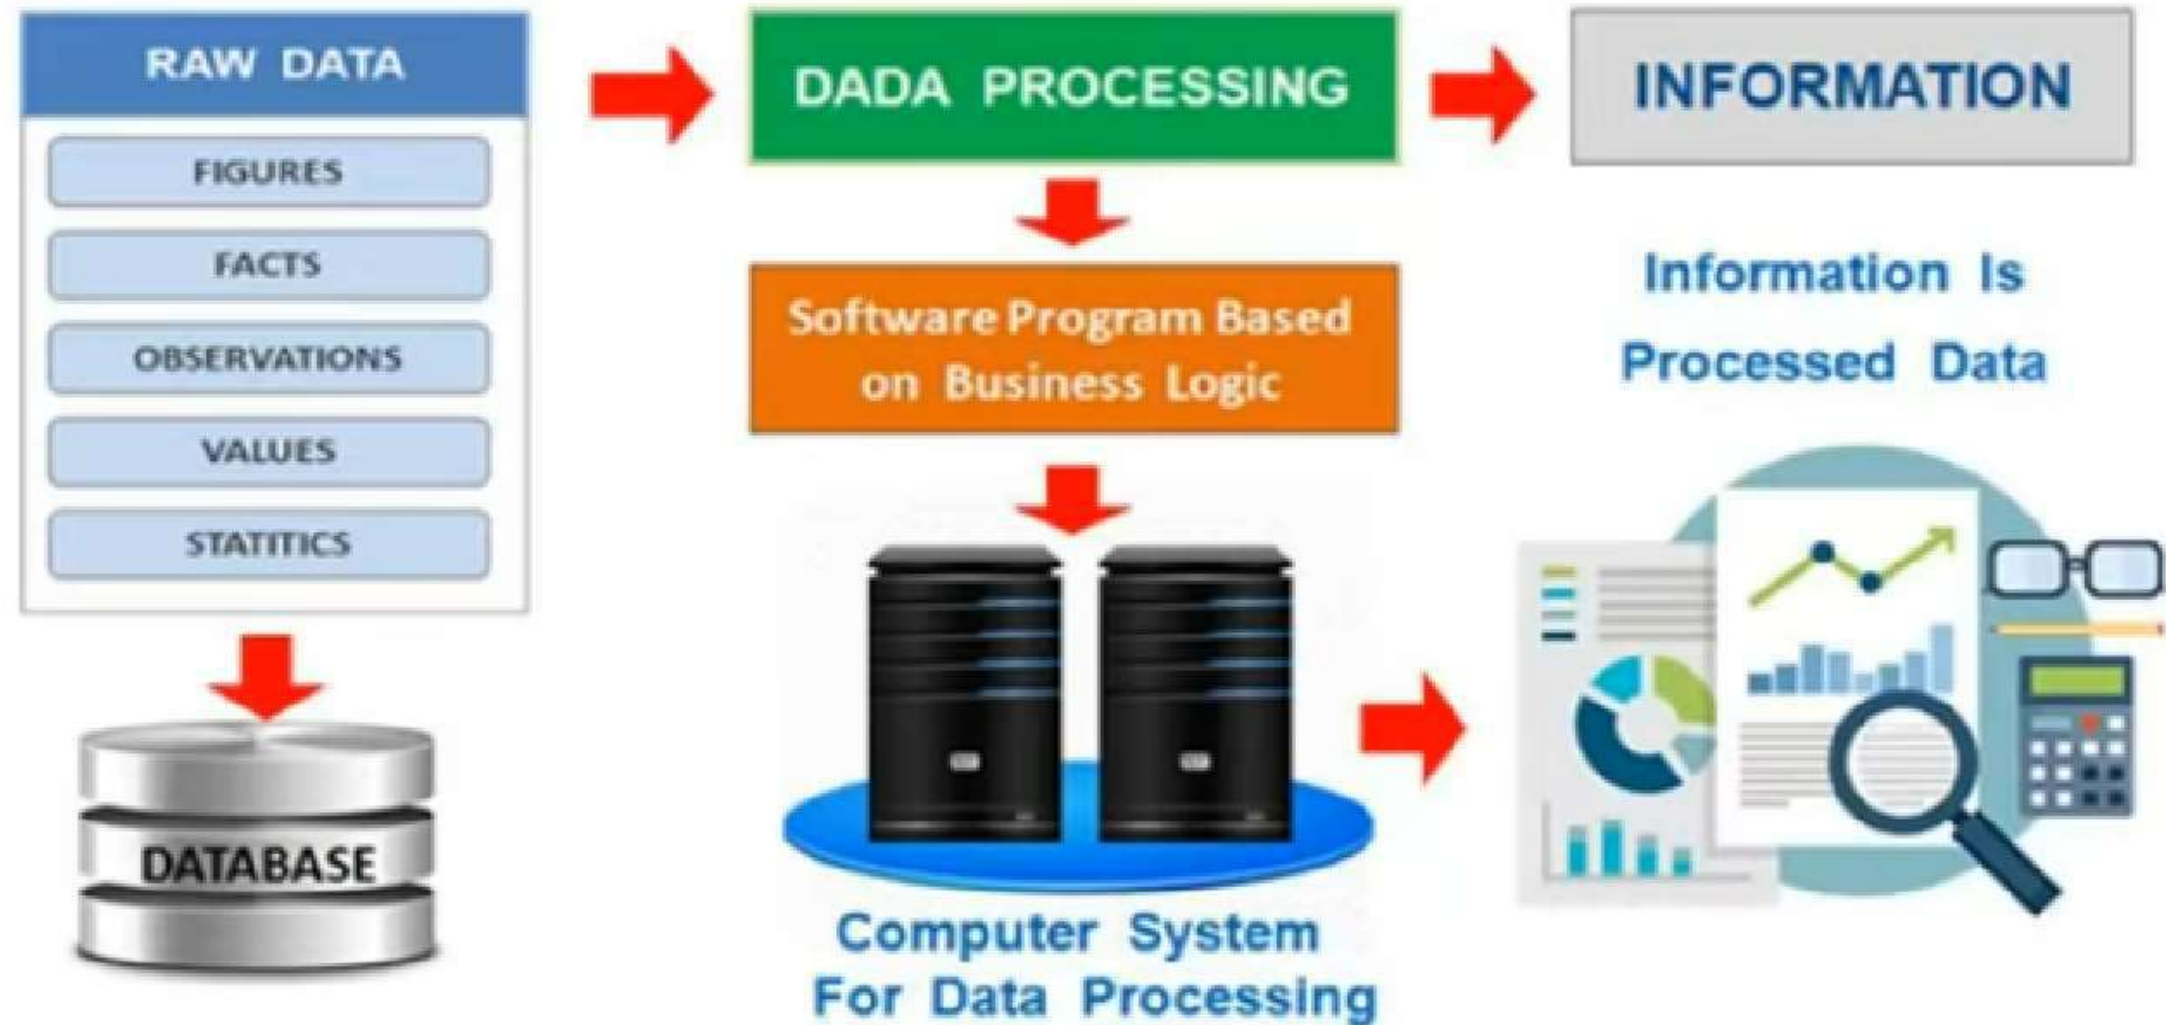 RAW DATA
FIGURES
FACTS
OBSERVATIONS
VALUES
STATITICS
DATABASE
DADA PROCESSING
Software Program Based
on Business Logic
Computer System
For Data Processing
INFORMATION
Information Is
Processed Data